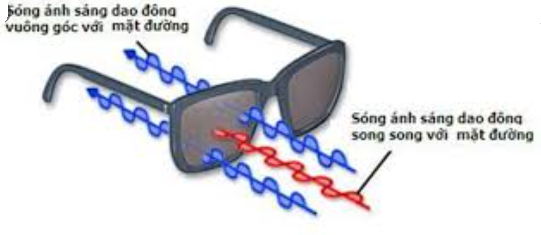 Sóng ánh sáng dao đông
vuông góc với mặt đường
Sóng ánh sáng dao đông
song song với mặt đường